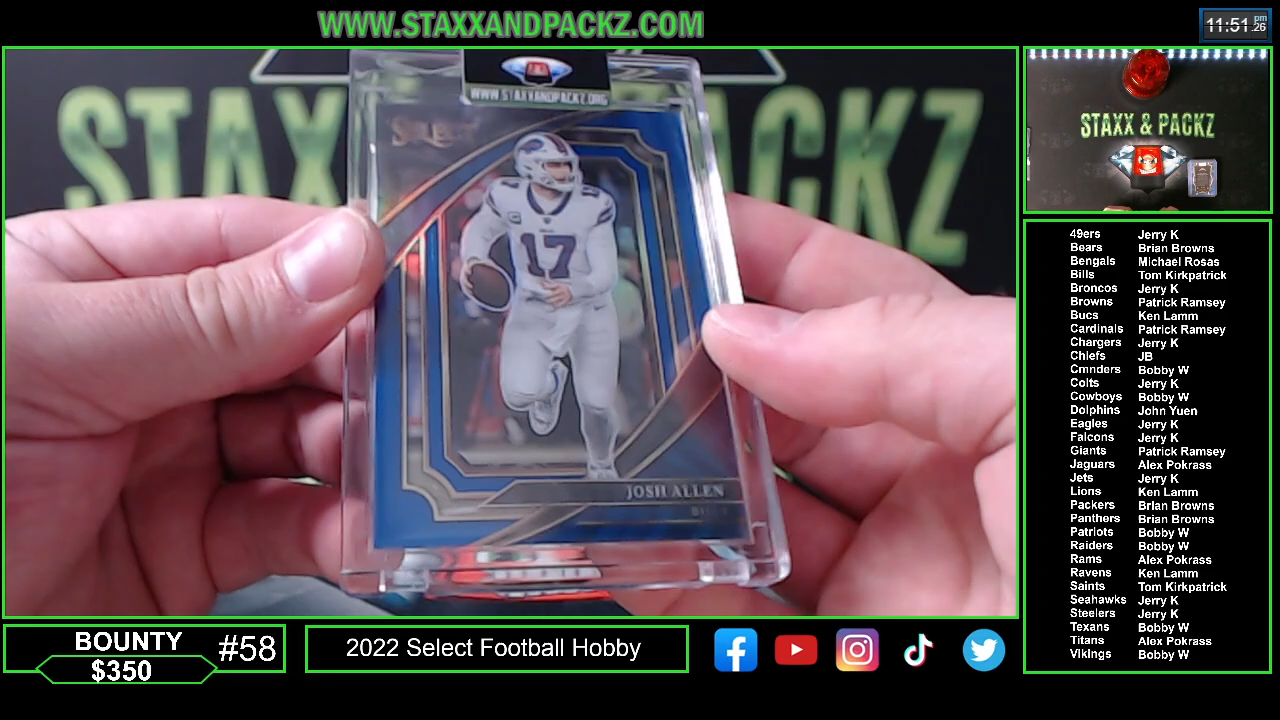 WWW.STAXXANDPACKZ.COM
11:51 pm .26
WWW.STAXXANDPACKZ.ORG
SELECT
17
JOSH ALLEN
STAXX & PACKZ
49ers Jerry K
Bears Brian Browns
Bengals Michael Rosas
Bills Tom Kirkpatrick
Broncos Jerry K
Browns Patrick Ramsey
Bucs Ken Lamm
Cardinals Patrick Ramsey
Chargers Jerry K
Chiefs JB
Cmnders Bobby W
Colts Jerry K
Cowboys Bobby W
Dolphins John Yuen
Eagles Jerry K
Falcons Jerry K
Giants Patrick Ramsey
Jaguars Alex Pokrass
Jets Jerry K
Lions Ken Lamm
Packers Brian Browns
Panthers Brian Browns
Patriots Bobby W
Raiders Bobby W
Rams Alex Pokrass
Ravens Ken Lamm
Saints Tom Kirkpatrick
Seahawks Jerry K
Steelers Jerry K
Texans Bobby W
Titans Alex Pokrass
Vikings Bobby W
BOUNTY
$350
#58
2022 Select Football Hobby